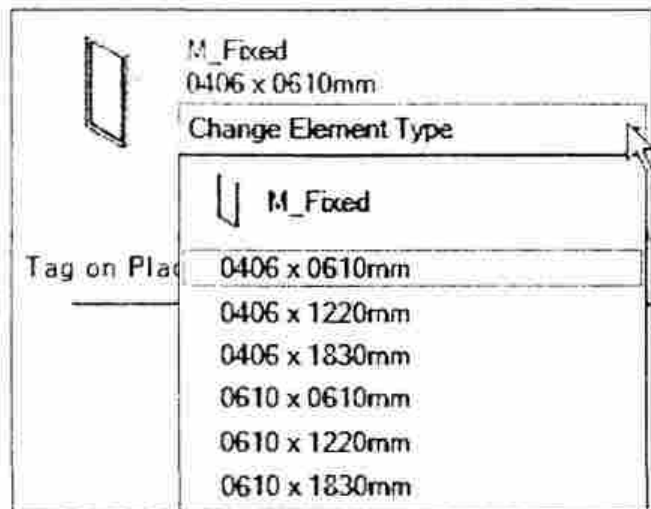 M_Fixed
0406 x 0610mm
Change Element Type
M_Fixed
Tag on Plac
0406 x 0610mm
0406 x 1220mm
0406 x 1830mm
0610 x 0610mm
0610 x 1220mm
0610 x 1830mm